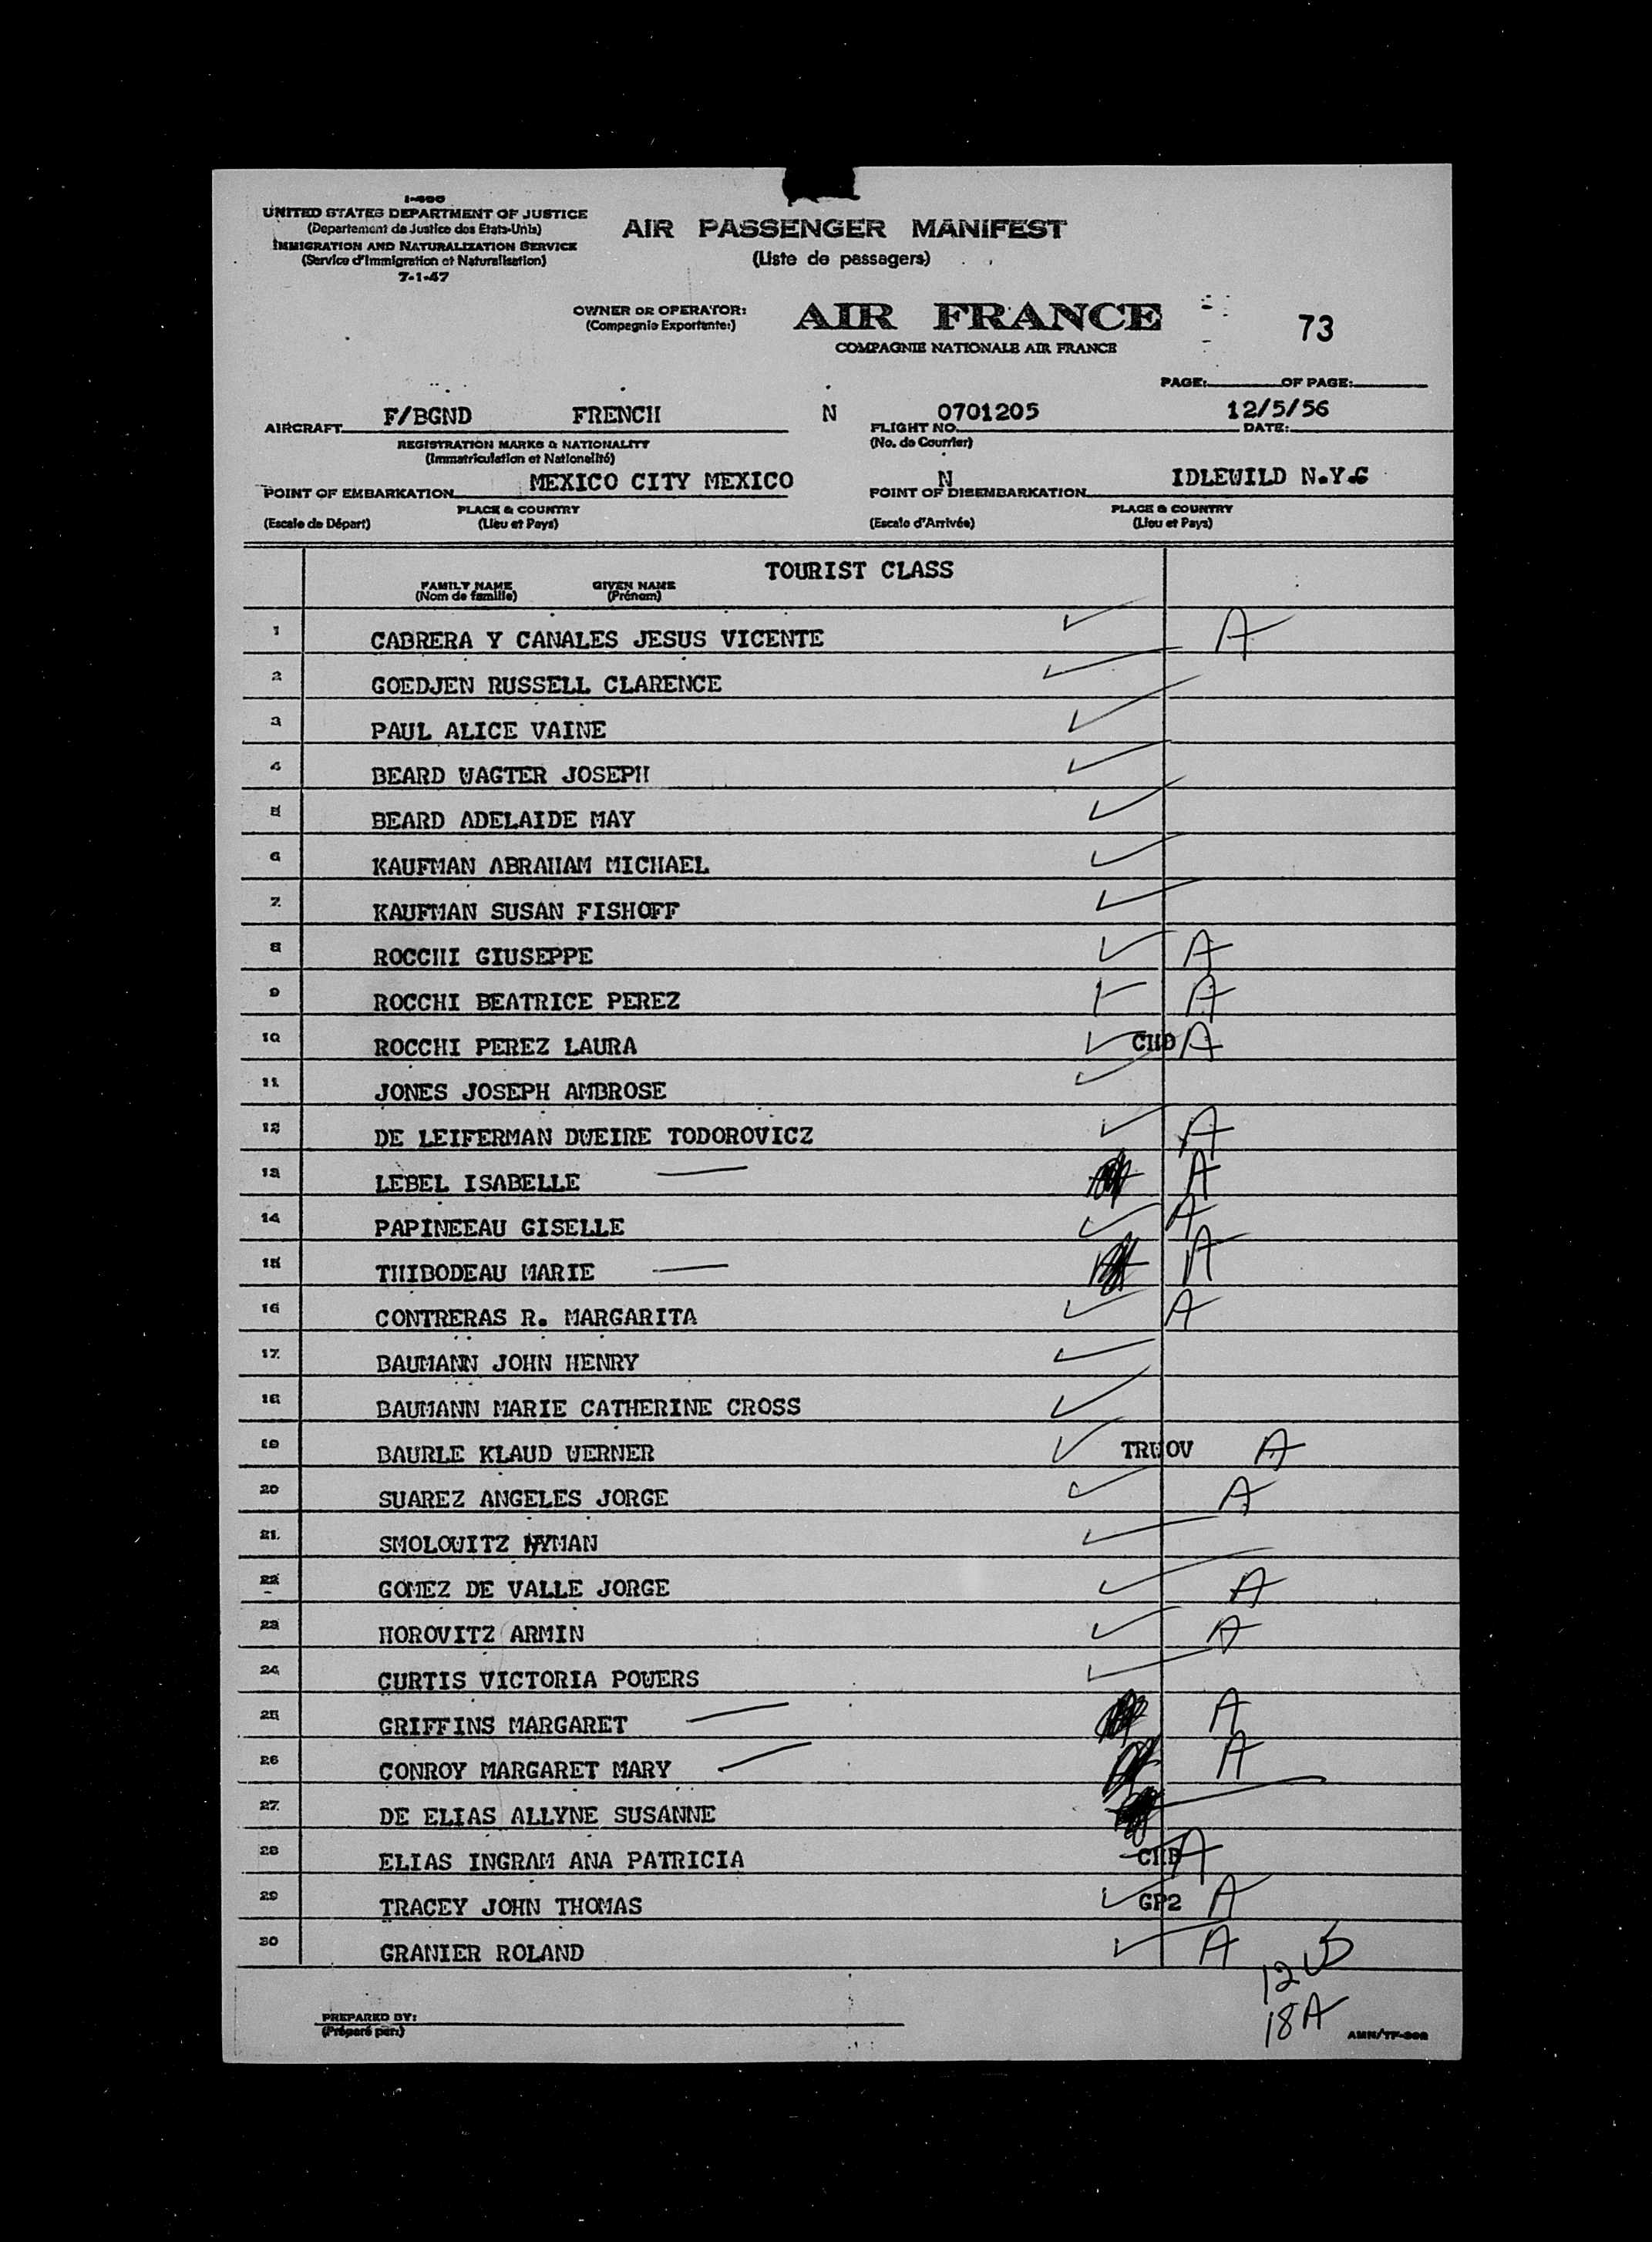 I-466
UNITED STATES DEPARTMENT OF JUSTICE
(Departement de Justice des Etats-Unis)
IMMIGRATION AND NATURALIZATION SERVICE
(Service d'Immigration et Naturalisation)
7-1-47
AIR PASSENGER MANIFEST
(Liste de passagers)
OWNER OR OPERATOR: AIR FRANCE 73
(Compagnie Exportante:)
COMPAGNIE NATIONALE AIR FRANCE
PAGE: OF PAGE:
AIRCRAFT F/BGND FRENCH N FLIGHT NO. 0701205 DATE: 12/5/56
REGISTRATION MARKS & NATIONALITY (No. de Courrier)
(Immatriculation et Nationalité)
POINT OF EMBARKATION MEXICO CITY MEXICO N POINT OF DISEMBARKATION IDLEWILD N.Y.C
PLACE & COUNTRY PLACE & COUNTRY
(Escale de Départ) (Lieu et Pays) (Escale d'Arrivée) (Lieu et Pays)
TOURIST CLASS
FAMILY NAME GIVEN NAME
(Nom de famille) (Prénom)
1 CABRERA Y CANALES JESUS VICENTE A
2 GOEDJEN RUSSELL CLARENCE
3 PAUL ALICE VAINE
4 BEARD WAGTER JOSEPH
5 BEARD ADELAIDE MAY
6 KAUFMAN ABRAHAM MICHAEL
7 KAUFMAN SUSAN FISHOFF
8 ROCCHI GIUSEPPE A
9 ROCCHI BEATRICE PEREZ A
10 ROCCHI PEREZ LAURA CHD A
11 JONES JOSEPH AMBROSE
12 DE LEIFERMAN DWEIRE TODOROVICZ A
13 LEBEL ISABELLE A
14 PAPINEEAU GISELLE A
15 THIBODEAU MARIE A
16 CONTRERAS R. MARGARITA A
17 BAUMANN JOHN HENRY
18 BAUMANN MARIE CATHERINE CROSS
19 BAURLE KLAUD WERNER TRWOV A
20 SUAREZ ANGELES JORGE A
21 SMOLOWITZ HYMAN
22 GOMEZ DE VALLE JORGE A
23 HOROVITZ ARMIN A
24 CURTIS VICTORIA POWERS
25 GRIFFINS MARGARET A
26 CONROY MARGARET MARY A
27 DE ELIAS ALLYNE SUSANNE
28 ELIAS INGRAM ANA PATRICIA CHD A
29 TRACEY JOHN THOMAS GP2 A
30 GRANIER ROLAND A
12
18 A
PREPARED BY:
(Préparé par:)